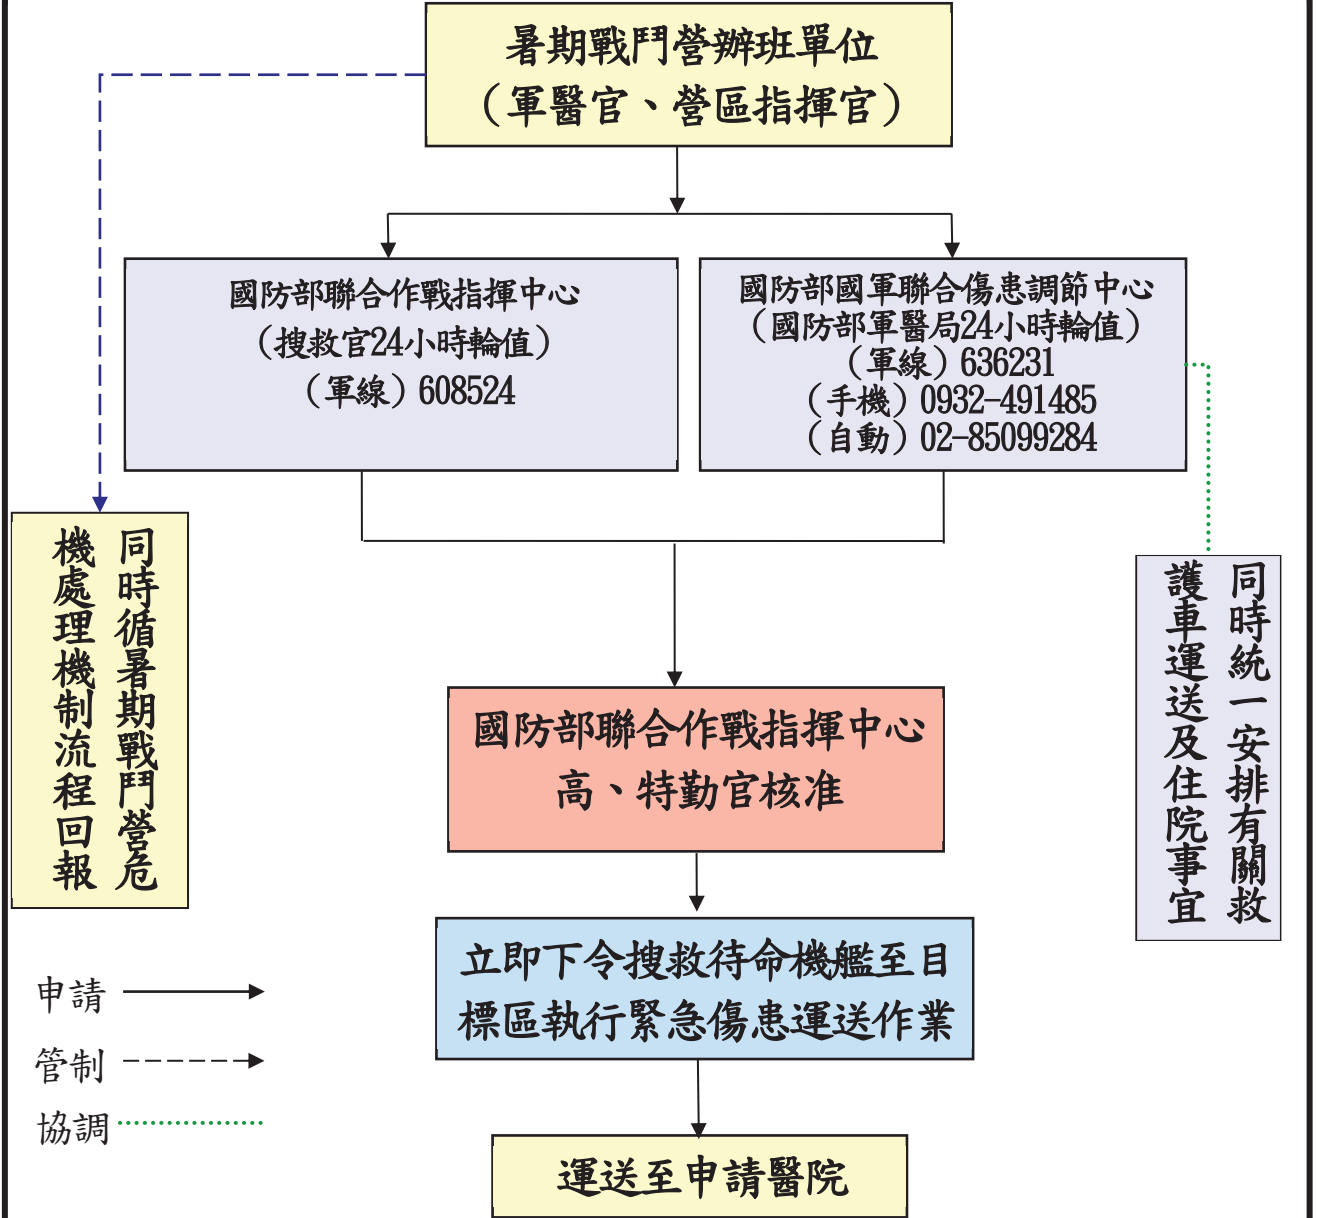 暑期戰鬥營辦班單位
（軍醫官、營區指揮官）
國防部聯合作戰指揮中心
（搜救官24小時輪值）
（軍線）608524
國防部國軍聯合傷患調節中心
（國防部軍醫局24小時輪值）
（軍線）636231
（手機）0932-491485
（自動）02-85099284
同時循暑期戰鬥營危
機處理機制流程回報
同時統一安排有關救
護車運送及住院事宜
國防部聯合作戰指揮中心
高、特勤官核准
立即下令搜救待命機艦至目
標區執行緊急傷患運送作業
運送至申請醫院
申請
管制
協調